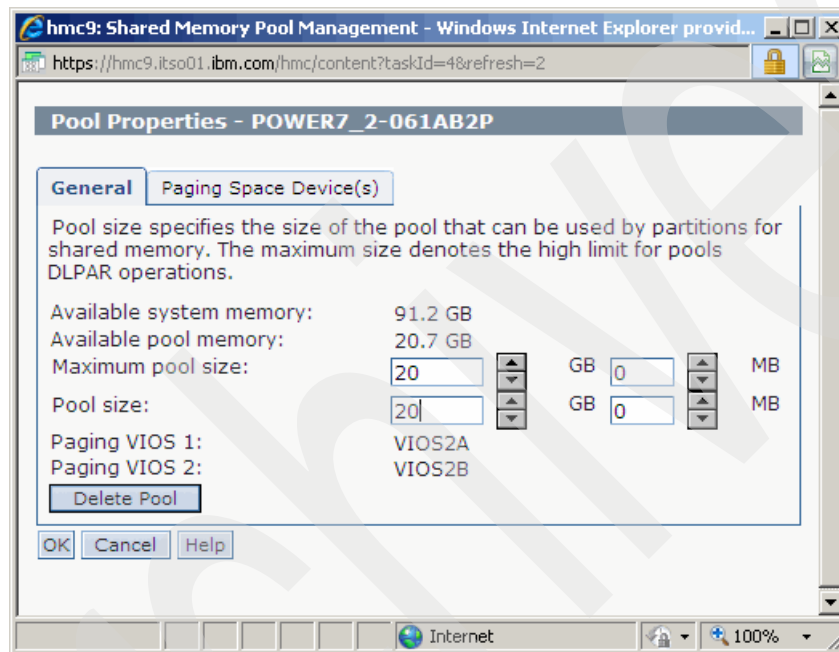 hmc9: Shared Memory Pool Management - Windows Internet Explorer provid...
https://hmc9.itso01.ibm.com/hmc/content?taskId=4&refresh=2
Pool Properties - POWER7_2-061AB2P
General Paging Space Device(s)
Pool size specifies the size of the pool that can be used by partitions for
shared memory. The maximum size denotes the high limit for pools
DLPAR operations.
Available system memory: 91.2 GB
Available pool memory: 20.7 GB
Maximum pool size: 20 GB 0 MB
Pool size: 20 GB 0 MB
Paging VIOS 1: VIOS2A
Paging VIOS 2: VIOS2B
Delete Pool
OK Cancel Help
Internet 100%